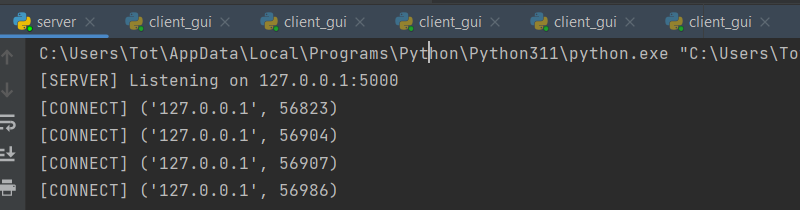 server client_gui client_gui client_gui client_gui client_gui
C:\Users\Tot\AppData\Local\Programs\Python\Python311\python.exe "C:\Users\To
[SERVER] Listening on 127.0.0.1:5000
[CONNECT] ('127.0.0.1', 56823)
[CONNECT] ('127.0.0.1', 56904)
[CONNECT] ('127.0.0.1', 56907)
[CONNECT] ('127.0.0.1', 56986)